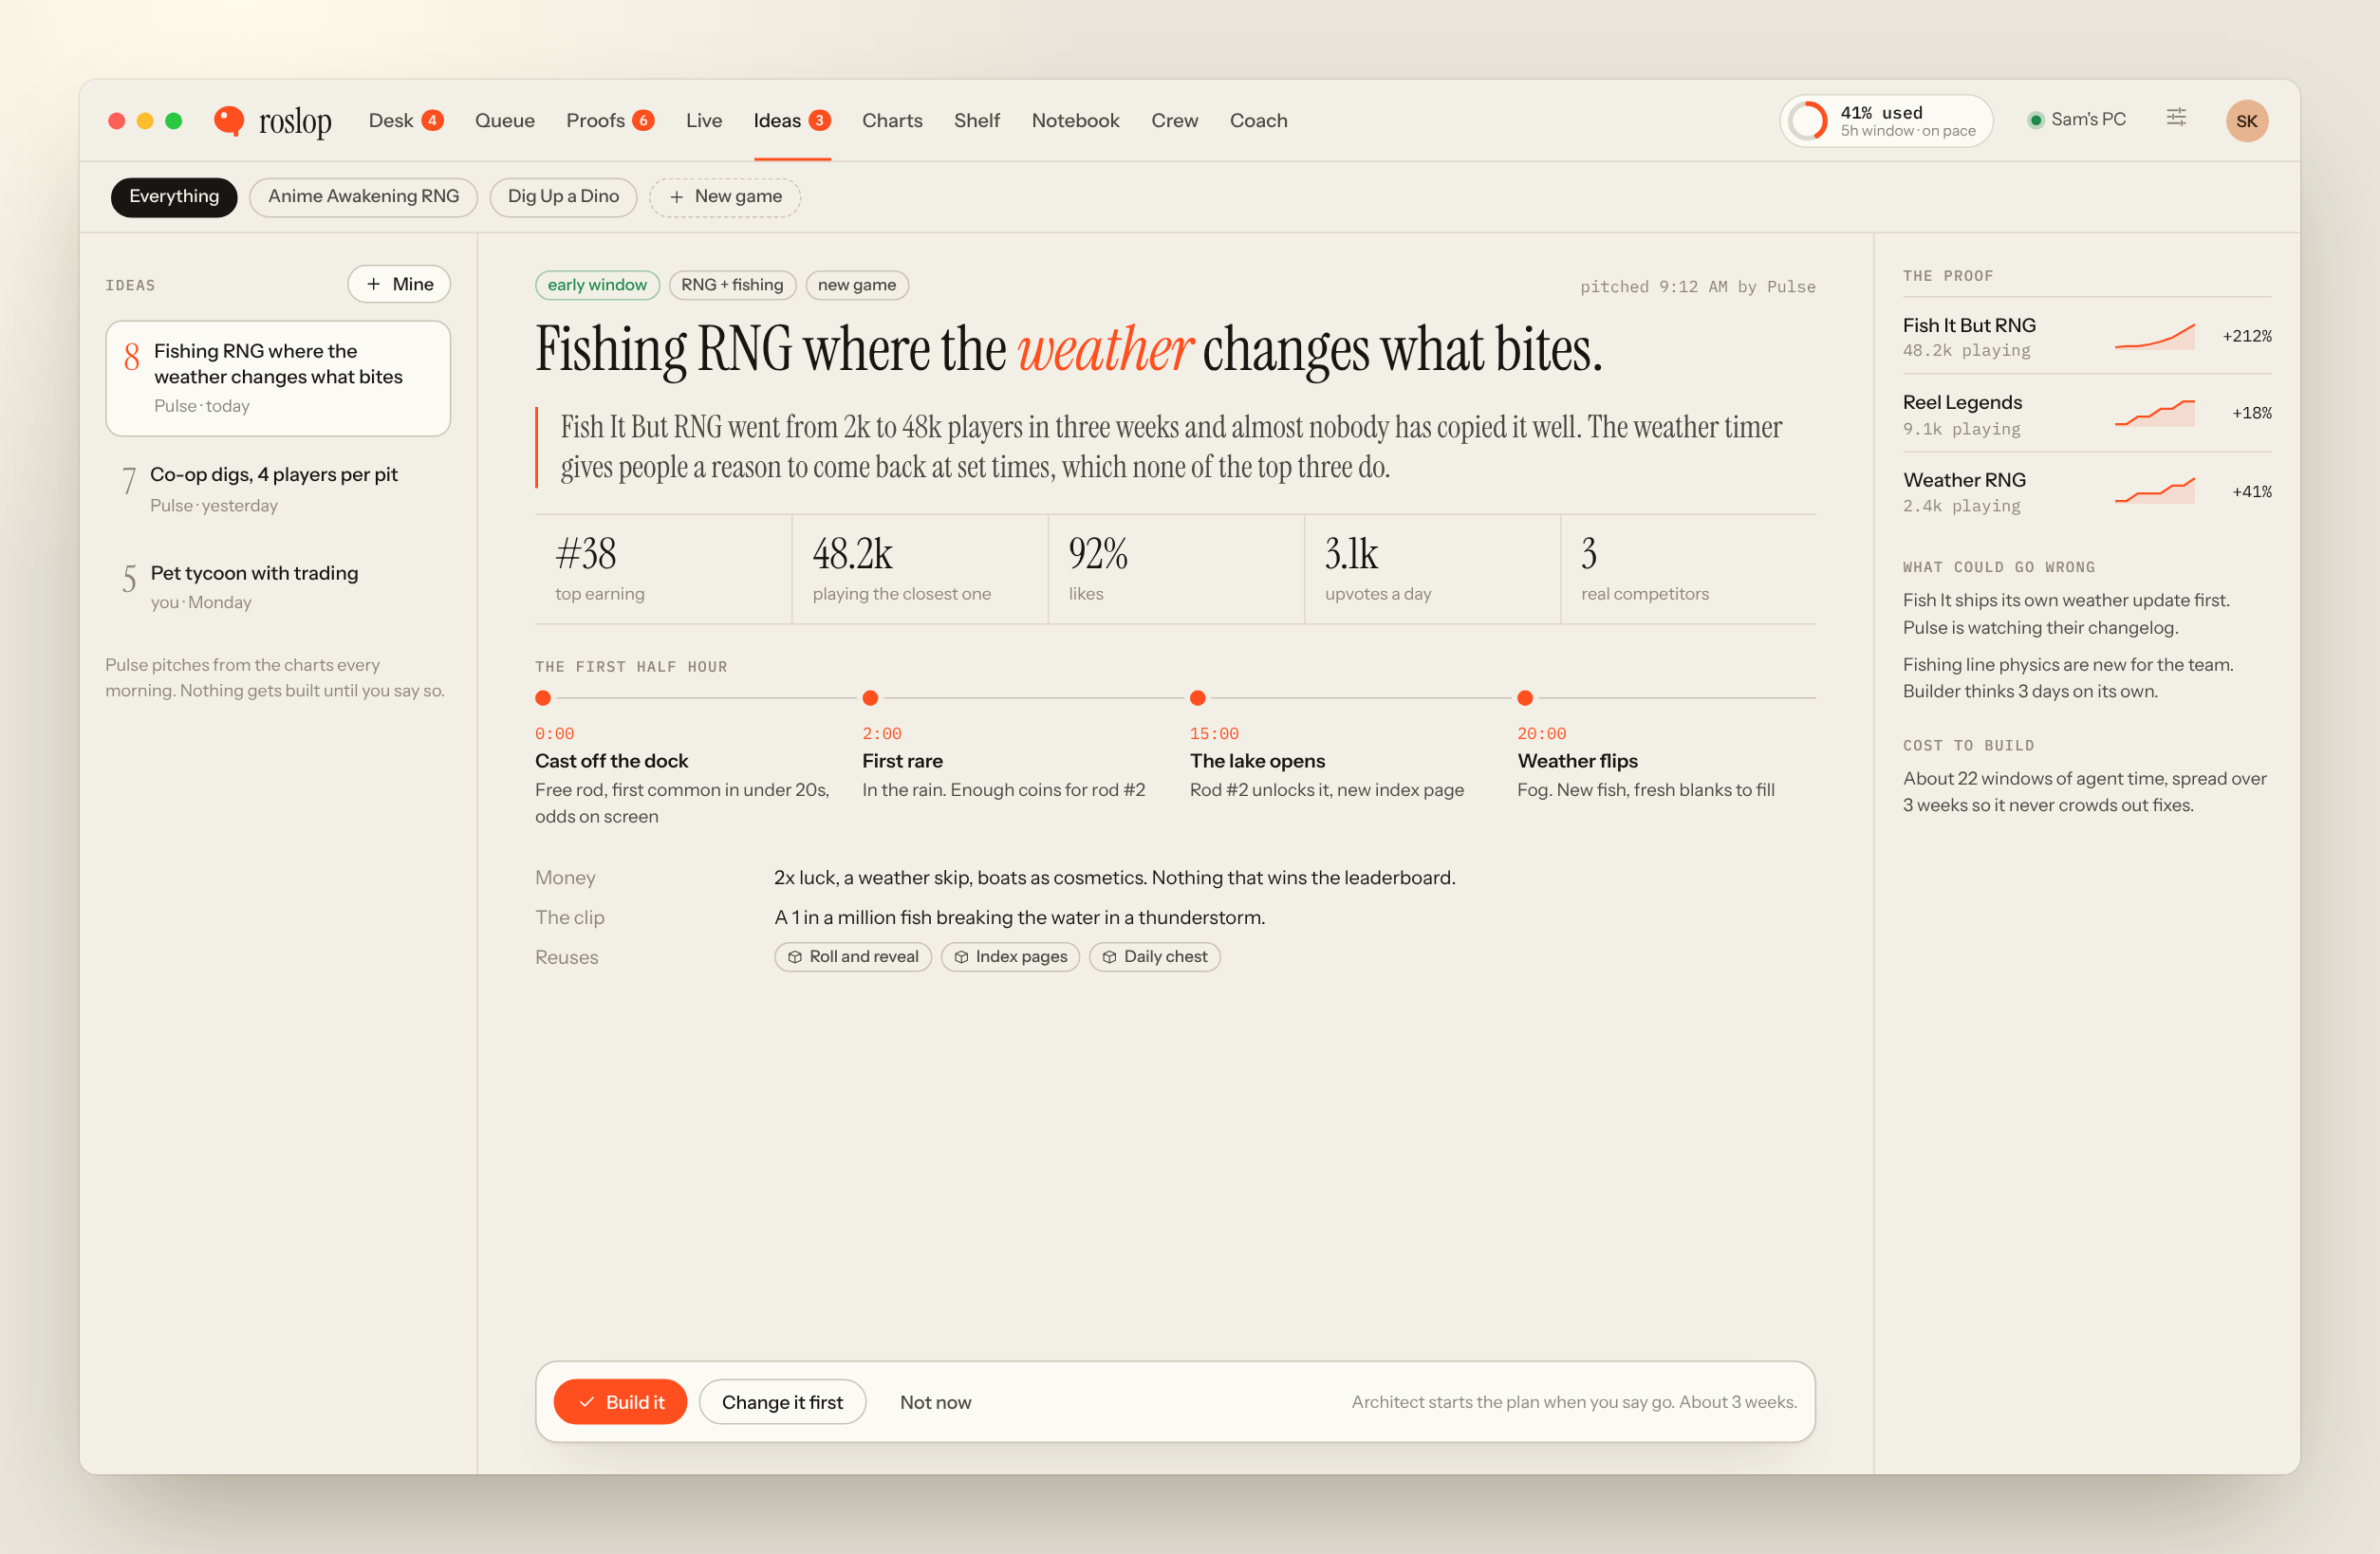 roslop
Desk 4
Queue
Proofs 6
Live
Ideas 3
Charts
Shelf
Notebook
Crew
Coach
41% used
5h window · on pace
Sam's PC
SK
Everything
Anime Awakening RNG
Dig Up a Dino
+ New game
IDEAS
+ Mine
8
Fishing RNG where the
weather changes what bites
Pulse · today
7
Co-op digs, 4 players per pit
Pulse · yesterday
5
Pet tycoon with trading
you · Monday
Pulse pitches from the charts every
morning. Nothing gets built until you say so.
early window
RNG + fishing
new game
pitched 9:12 AM by Pulse
Fishing RNG where the weather changes what bites.
Fish It But RNG went from 2k to 48k players in three weeks and almost nobody has copied it well. The weather timer
gives people a reason to come back at set times, which none of the top three do.
#38
top earning
48.2k
playing the closest one
92%
likes
3.1k
upvotes a day
3
real competitors
THE FIRST HALF HOUR
0:00
Cast off the dock
Free rod, first common in under 20s,
odds on screen
2:00
First rare
In the rain. Enough coins for rod #2
15:00
The lake opens
Rod #2 unlocks it, new index page
20:00
Weather flips
Fog. New fish, fresh blanks to fill
Money
2x luck, a weather skip, boats as cosmetics. Nothing that wins the leaderboard.
The clip
A 1 in a million fish breaking the water in a thunderstorm.
Reuses
Roll and reveal
Index pages
Daily chest
Build it
Change it first
Not now
Architect starts the plan when you say go. About 3 weeks.
THE PROOF
Fish It But RNG
48.2k playing
+212%
Reel Legends
9.1k playing
+18%
Weather RNG
2.4k playing
+41%
WHAT COULD GO WRONG
Fish It ships its own weather update first.
Pulse is watching their changelog.
Fishing line physics are new for the team.
Builder thinks 3 days on its own.
COST TO BUILD
About 22 windows of agent time, spread over
3 weeks so it never crowds out fixes.